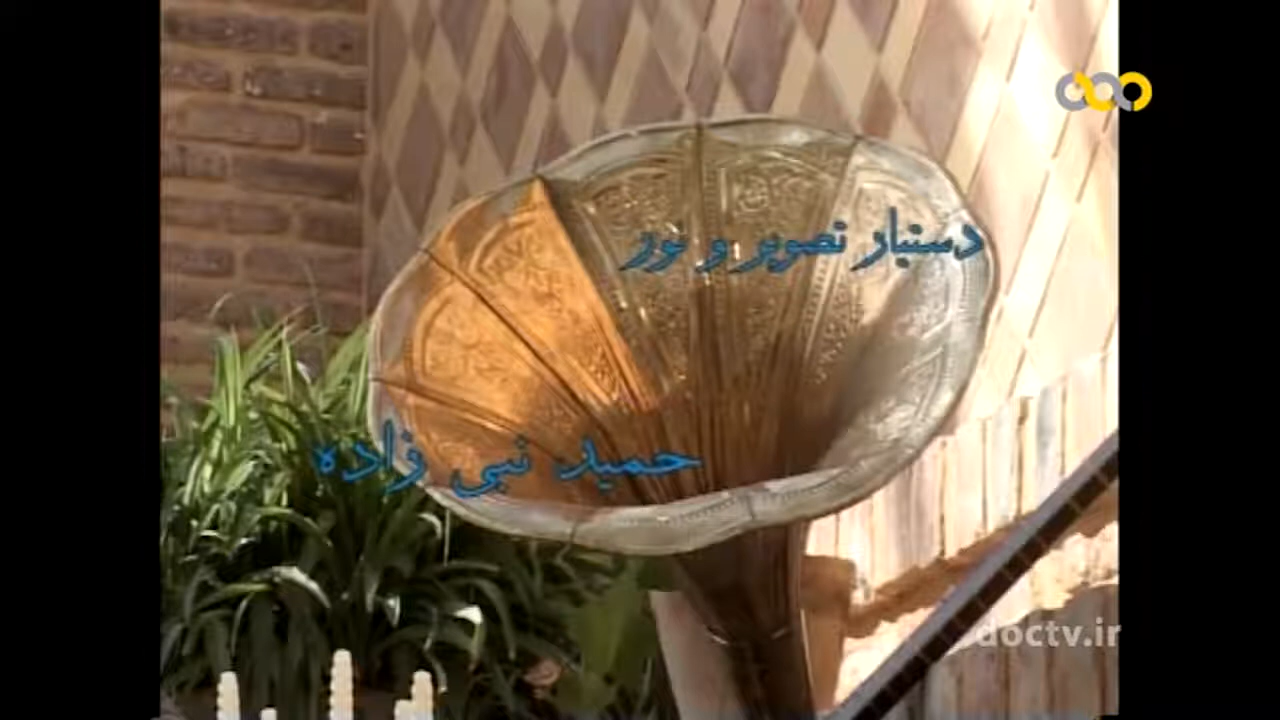 دستیار تصویر و نور
حمید نبی زاده
doctv.ir